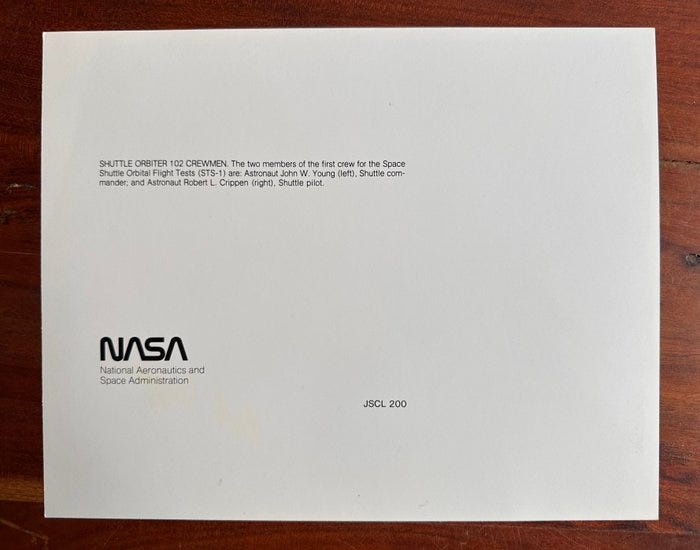 SHUTTLE ORBITER 102 CREWMEN. The two members of the first crew for the Space
Shuttle Orbital Flight Tests (STS-1) are: Astronaut John W. Young (left), Shuttle com-
mander; and Astronaut Robert L. Crippen (right), Shuttle pilot.
NASA
National Aeronautics and
Space Administration
JSCL 200